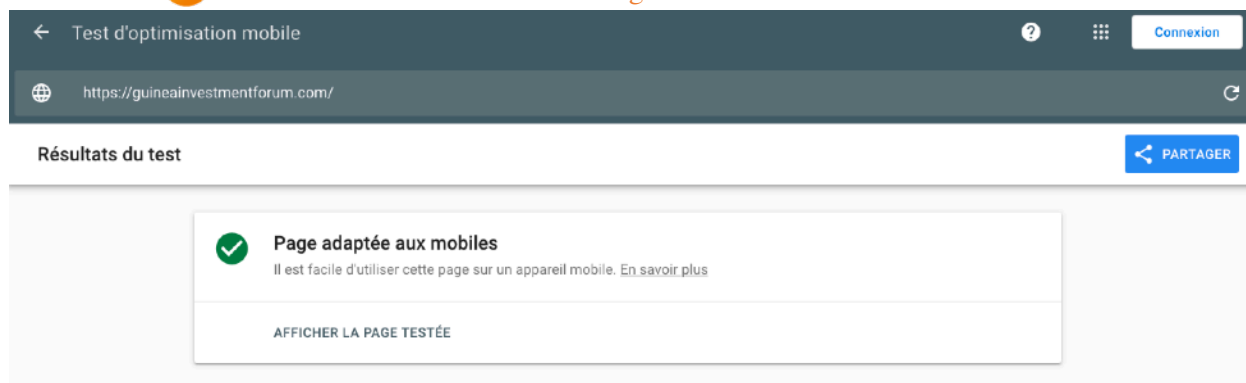 Test d'optimisation mobile
Connexion
https://guineainvestmentforum.com/
Résultats du test
PARTAGER
Page adaptée aux mobiles
Il est facile d'utiliser cette page sur un appareil mobile. En savoir plus
AFFICHER LA PAGE TESTÉE